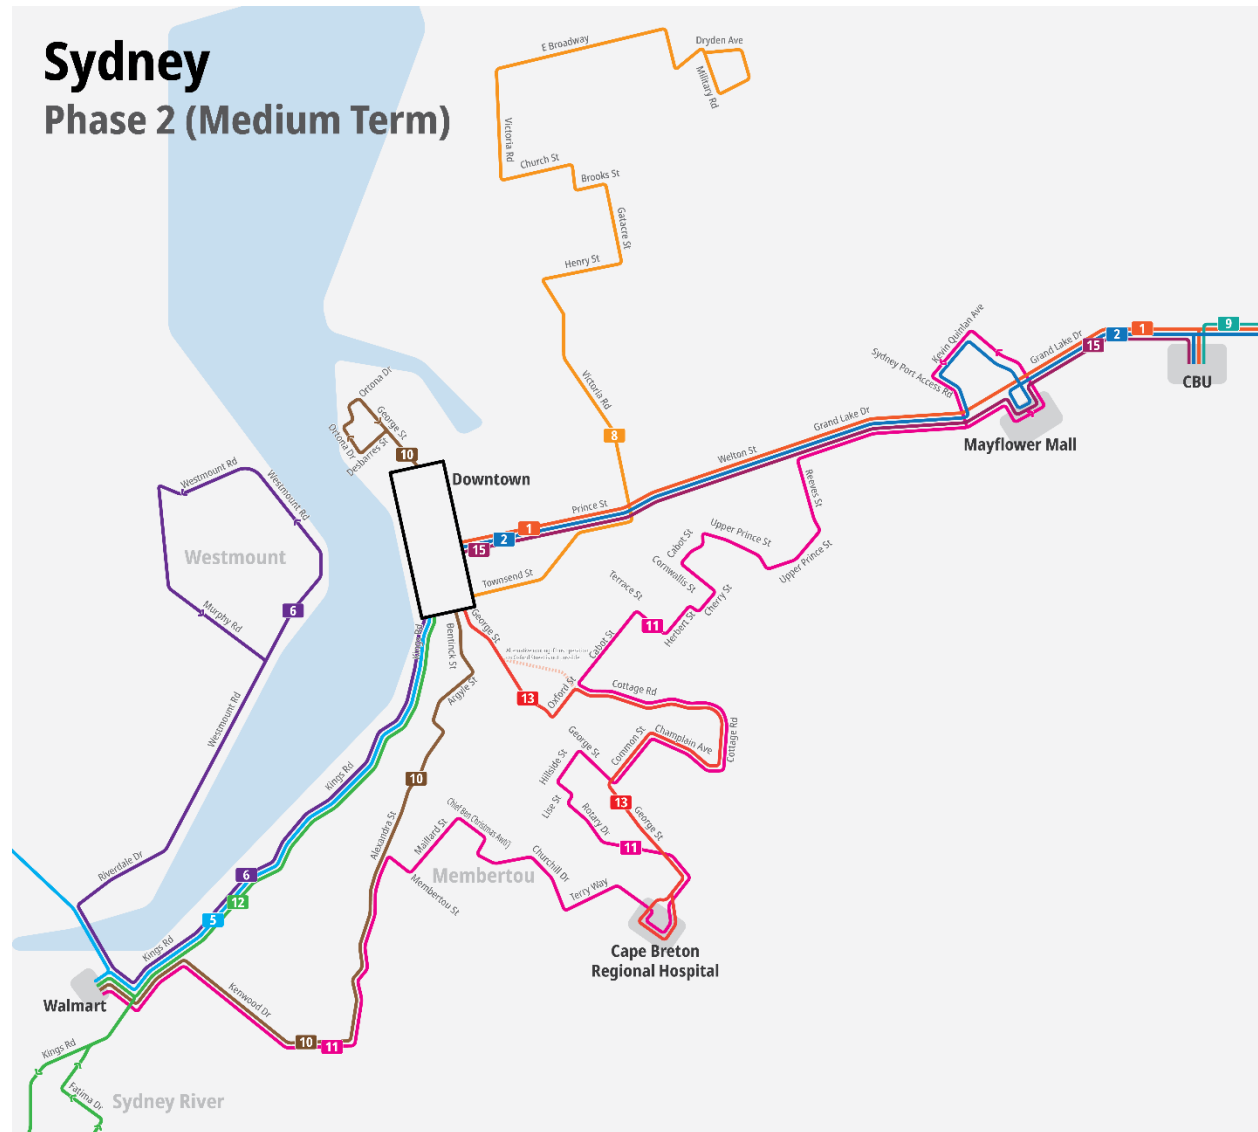 Sydney
Phase 2 (Medium Term)
E Broadway
Dryden Ave
Military Rd
Victoria Rd
Church St
Brooks St
Gatacre St
Henry St
Victoria Rd
8
Kevin Quinlan Ave
Sydney Port Access Rd
Grand Lake Dr
15
2
1
9
CBU
Mayflower Mall
Grand Lake Dr
Welton St
Prince St
1
2
15
Townsend St
Downtown
Ortona Dr
George St
Ortona Dr
Desbarres St
10
Westmount Rd
Westmount Rd
Westmount
Murphy Rd
6
Westmount Rd
Riverdale Dr
Reeves St
Upper Prince St
Upper Prince St
Cabot St
Cornwallis St
Cherry St
Herbert St
Terrace St
11
Cabot St
Kings Rd
Bentinck St
George St
Argyle St
13
Oxford St
Cottage Rd
Cottage Rd
Champlain Ave
Common St
George St
Hillside St
Lise St
Rotary Dr
13
George St
11
Kings Rd
10
Alexandra St
Maillard St
Membertou St
Membertou
Churchill Dr
Terry Way
Cape Breton
Regional Hospital
6
12
5
Kings Rd
Walmart
Kenwood Dr
10
11
Kings Rd
Fatima Dr
Sydney River